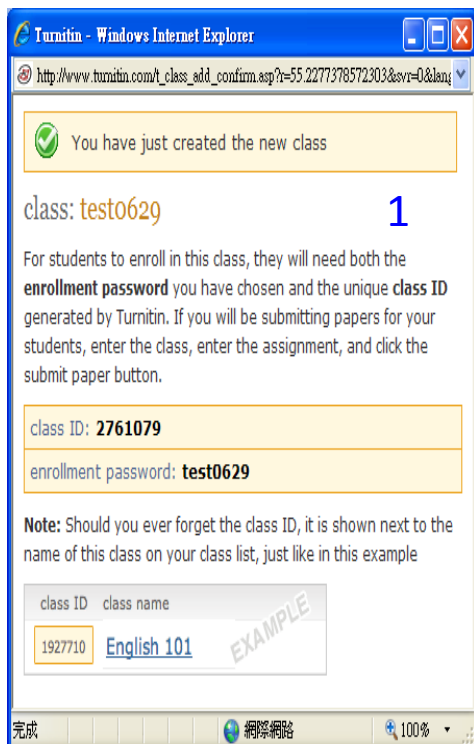 Turnitin - Windows Internet Explorer
http://www.turnitin.com/t_class_add_confirm.asp?r=55.2277378572303&svr=0&lang
You have just created the new class
class: test0629
1
For students to enroll in this class, they will need both the
enrollment password you have chosen and the unique class ID
generated by Turnitin. If you will be submitting papers for your
students, enter the class, enter the assignment, and click the
submit paper button.
class ID: 2761079
enrollment password: test0629
Note: Should you ever forget the class ID, it is shown next to the
name of this class on your class list, just like in this example
class ID class name
1927710 English 101
EXAMPLE
完成 網際網路 100%